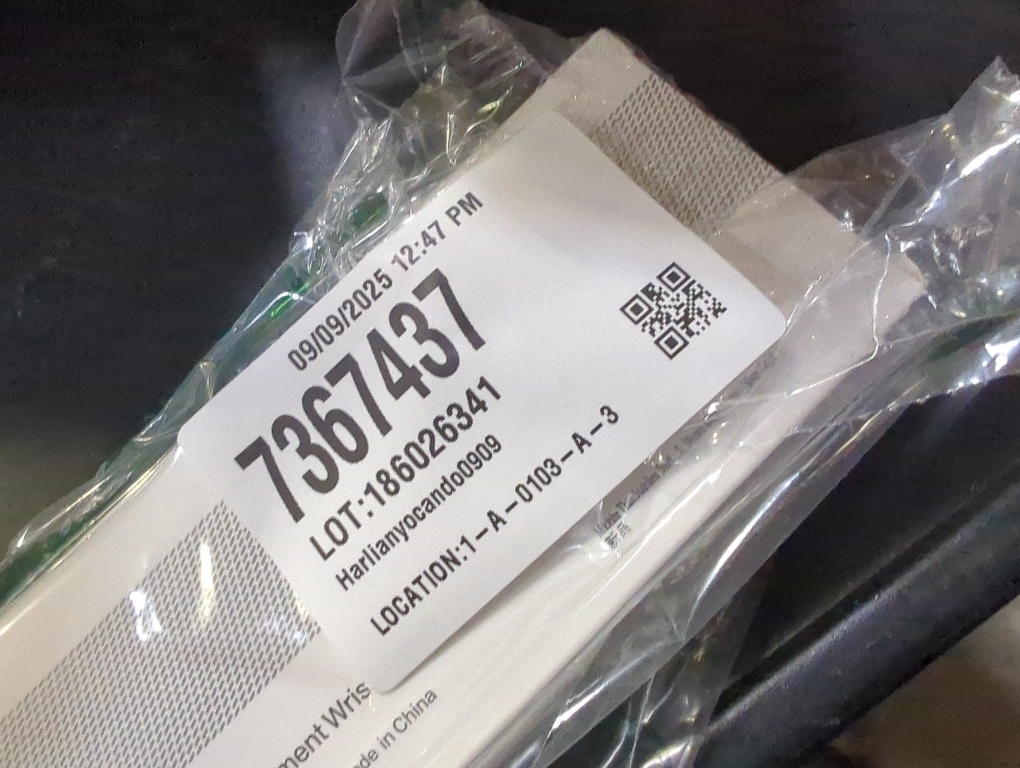 09/09/2025 12:47 PM
7367437
LOT:186026341
Harlianyocando0909
LOCATION:1-A-0103-A-3
ment Wris
de in China